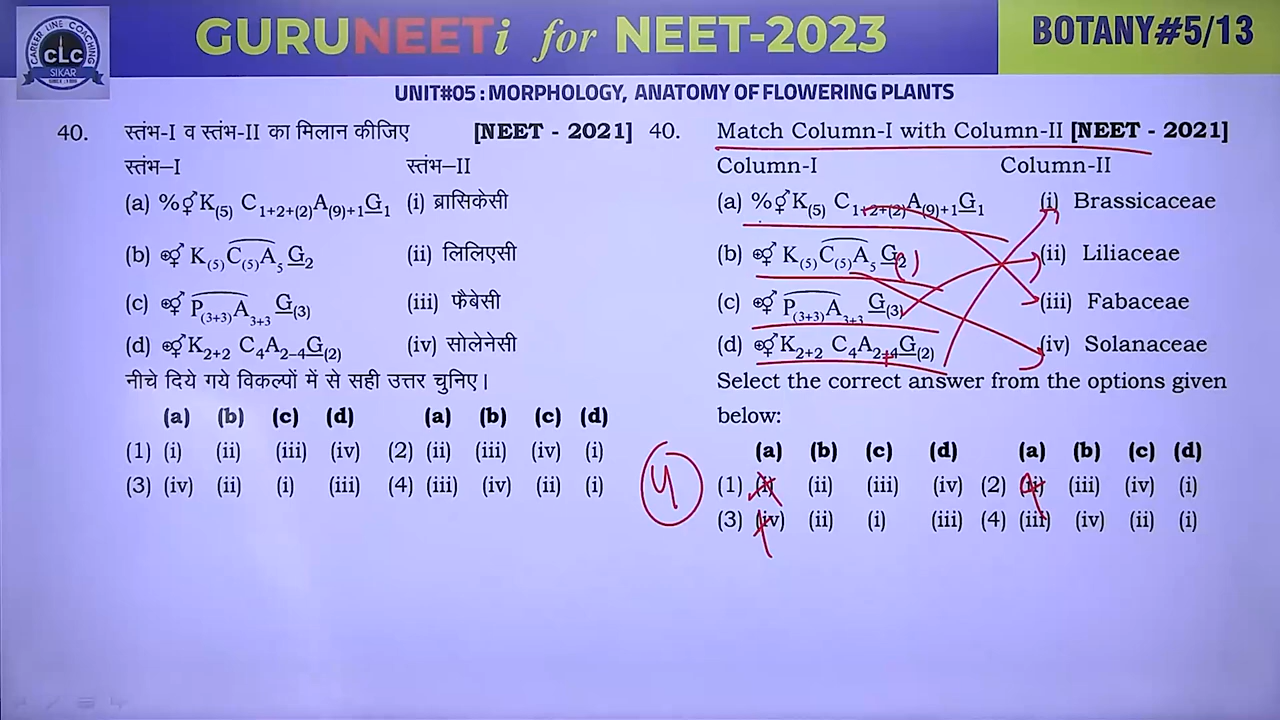 CAREER LINE COACHING
CLC
SIKAR
GURUNEETi for NEET-2023
BOTANY#5/13
UNIT#05 : MORPHOLOGY, ANATOMY OF FLOWERING PLANTS
40. स्तंभ-I व स्तंभ-II का मिलान कीजिए [NEET - 2021]
स्तंभ–I स्तंभ–II
(a) %⚥K(5) C1+2+(2)A(9)+1G1 (i) ब्रासिकेसी
(b) ⊕⚥ K(5)C(5)A5 G2 (ii) लिलिएसी
(c) ⊕⚥ P(3+3)A3+3 G(3) (iii) फैबेसी
(d) ⊕⚥K2+2 C4A2–4G(2) (iv) सोलेनेसी
नीचे दिये गये विकल्पों में से सही उत्तर चुनिए।
(a) (b) (c) (d) (a) (b) (c) (d)
(1) (i) (ii) (iii) (iv) (2) (ii) (iii) (iv) (i)
(3) (iv) (ii) (i) (iii) (4) (iii) (iv) (ii) (i)
40. Match Column-I with Column-II [NEET - 2021]
Column-I Column-II
(a) %⚥K(5) C1+2+(2)A(9)+1G1 (i) Brassicaceae
(b) ⊕⚥ K(5)C(5)A5 G2 () (ii) Liliaceae
(c) ⊕⚥ P(3+3)A3+3 G(3) (iii) Fabaceae
(d) ⊕⚥K2+2 C4A2+4G(2) (iv) Solanaceae
Select the correct answer from the options given
below:
(a) (b) (c) (d) (a) (b) (c) (d)
(1) (i) (ii) (iii) (iv) (2) (ii) (iii) (iv) (i)
(3) (iv) (ii) (i) (iii) (4) (iii) (iv) (ii) (i)
4